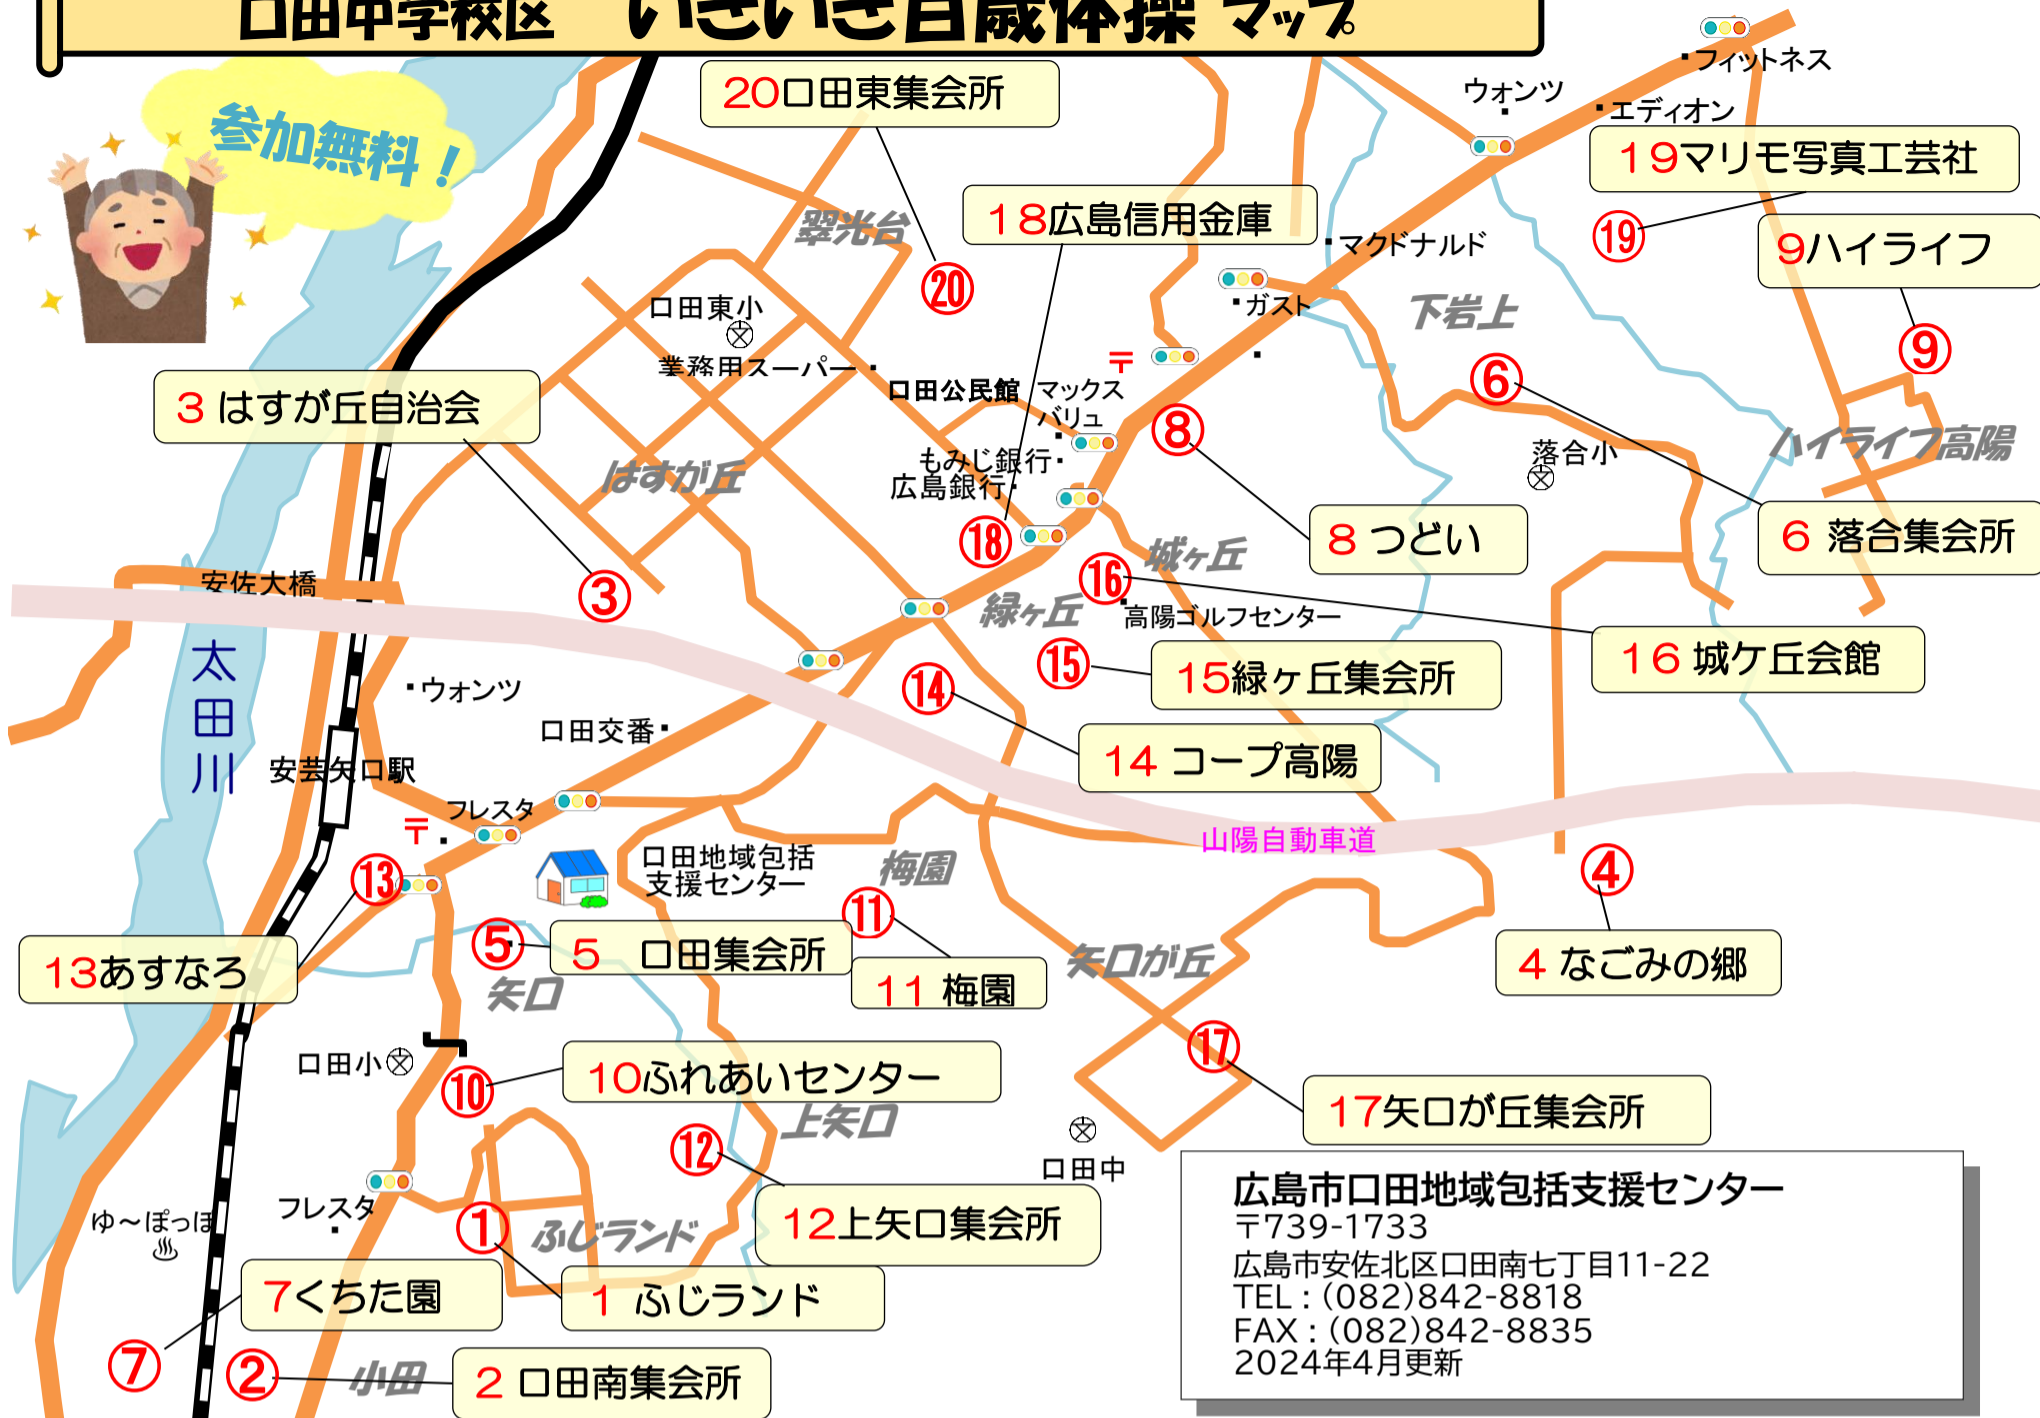 口田中学校区 いきいき百歳体操 マップ
参加無料！
20口田東集会所
・フィットネス
ウォンツ
・エディオン
19マリモ写真工芸社
⑲
18広島信用金庫
翠光台
・マクドナルド
9ハイライフ
⑳
口田東小
・ガスト
下岩上
⑨
業務用スーパー・
〒
口田公民館
マックス
バリュ
⑥
3 はすが丘自治会
⑧
もみじ銀行・
広島銀行・
落合小
ハイライフ高陽
はすが丘
⑱
8 つどい
6 落合集会所
城ヶ丘
⑯
安佐大橋
③
緑ヶ丘
・高陽ゴルフセンター
太田川
⑮
15緑ヶ丘集会所
16 城ケ丘会館
・ウォンツ
⑭
口田交番・
14 コープ高陽
安芸矢口駅
フレスタ
〒
山陽自動車道
口田地域包括
支援センター
梅園
⑬
④
⑪
⑤
5 口田集会所
13あすなろ
11 梅園
矢口が丘
4 なごみの郷
矢口
口田小
⑩
10ふれあいセンター
⑰
17矢口が丘集会所
上矢口
⑫
口田中
12上矢口集会所
フレスタ
ゆ～ぽっぽ
①
ふじランド
7くちた園
1 ふじランド
⑦
②
小田
2 口田南集会所
広島市口田地域包括支援センター
〒739-1733
広島市安佐北区口田南七丁目11-22
TEL：(082)842-8818
FAX：(082)842-8835
2024年4月更新